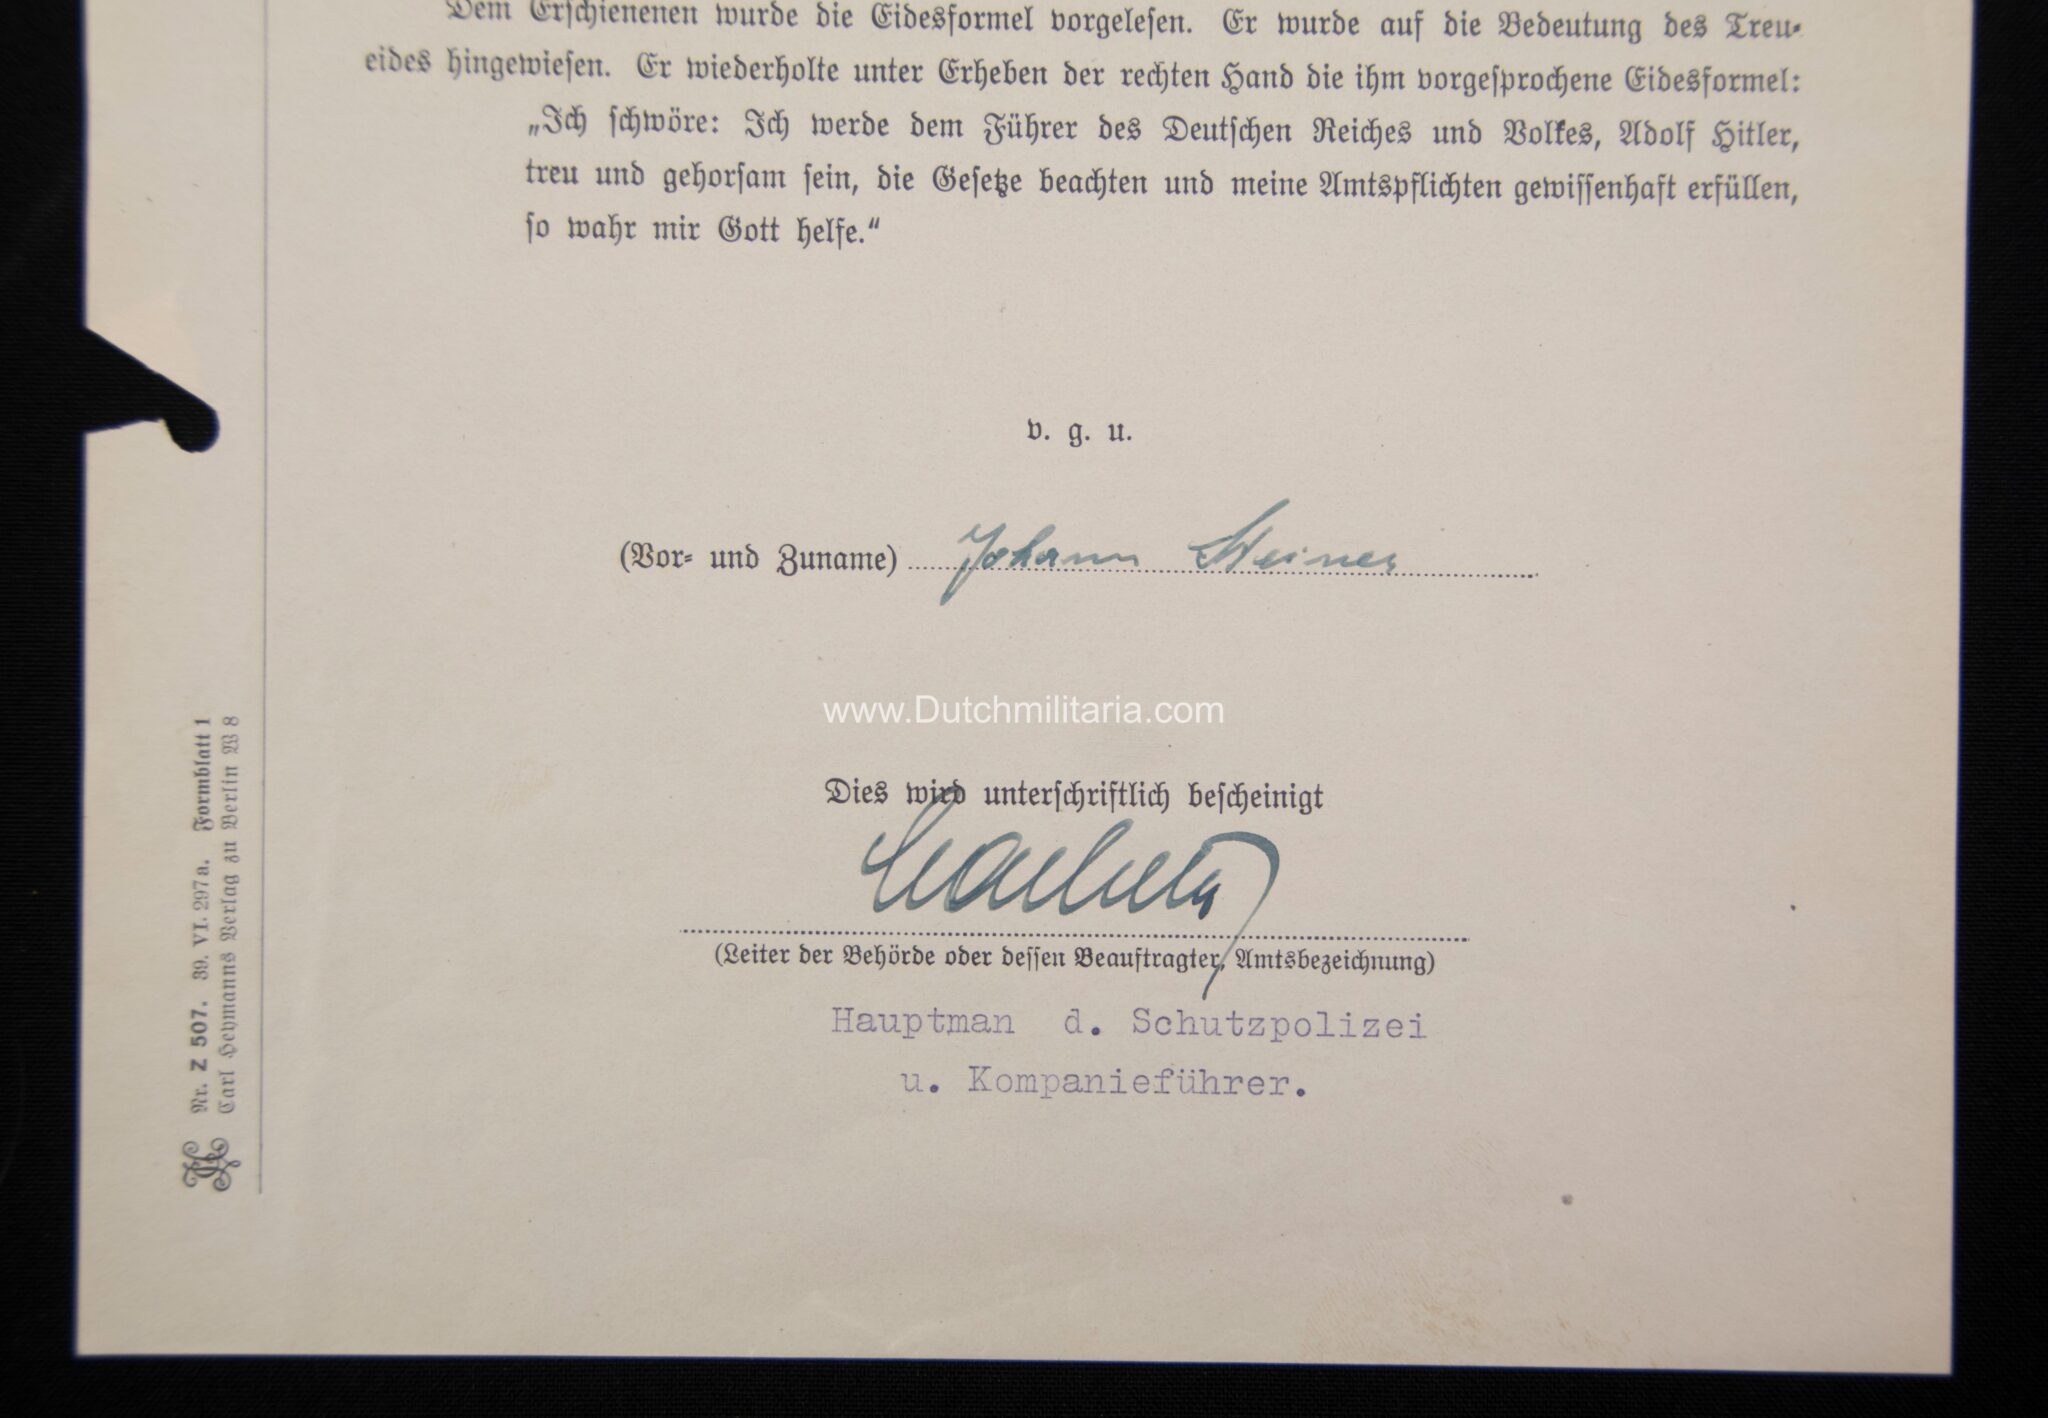 Dem Erschienenen wurde die Eidesformel vorgelesen. Er wurde auf die Bedeutung des Treu-
eides hingewiesen. Er wiederholte unter Erheben der rechten Hand die ihm vorgesprochene Eidesformel:
„Ich schwöre: Ich werde dem Führer des Deutschen Reiches und Volkes, Adolf Hitler,
treu und gehorsam sein, die Gesetze beachten und meine Amtspflichten gewissenhaft erfüllen,
so wahr mir Gott helfe.“
v. g. u.
(Vor- und Zuname) Johann Steiner
www.Dutchmilitaria.com
Dies wird unterschriftlich bescheinigt
(Leiter der Behörde oder dessen Beauftragter, Amtsbezeichnung)
Hauptman d. Schutzpolizei
u. Kompanieführer.
Nr. Z 507. 39. VI. 297a. Formblatt 1
Carl Heymanns Verlag zu Berlin W 8